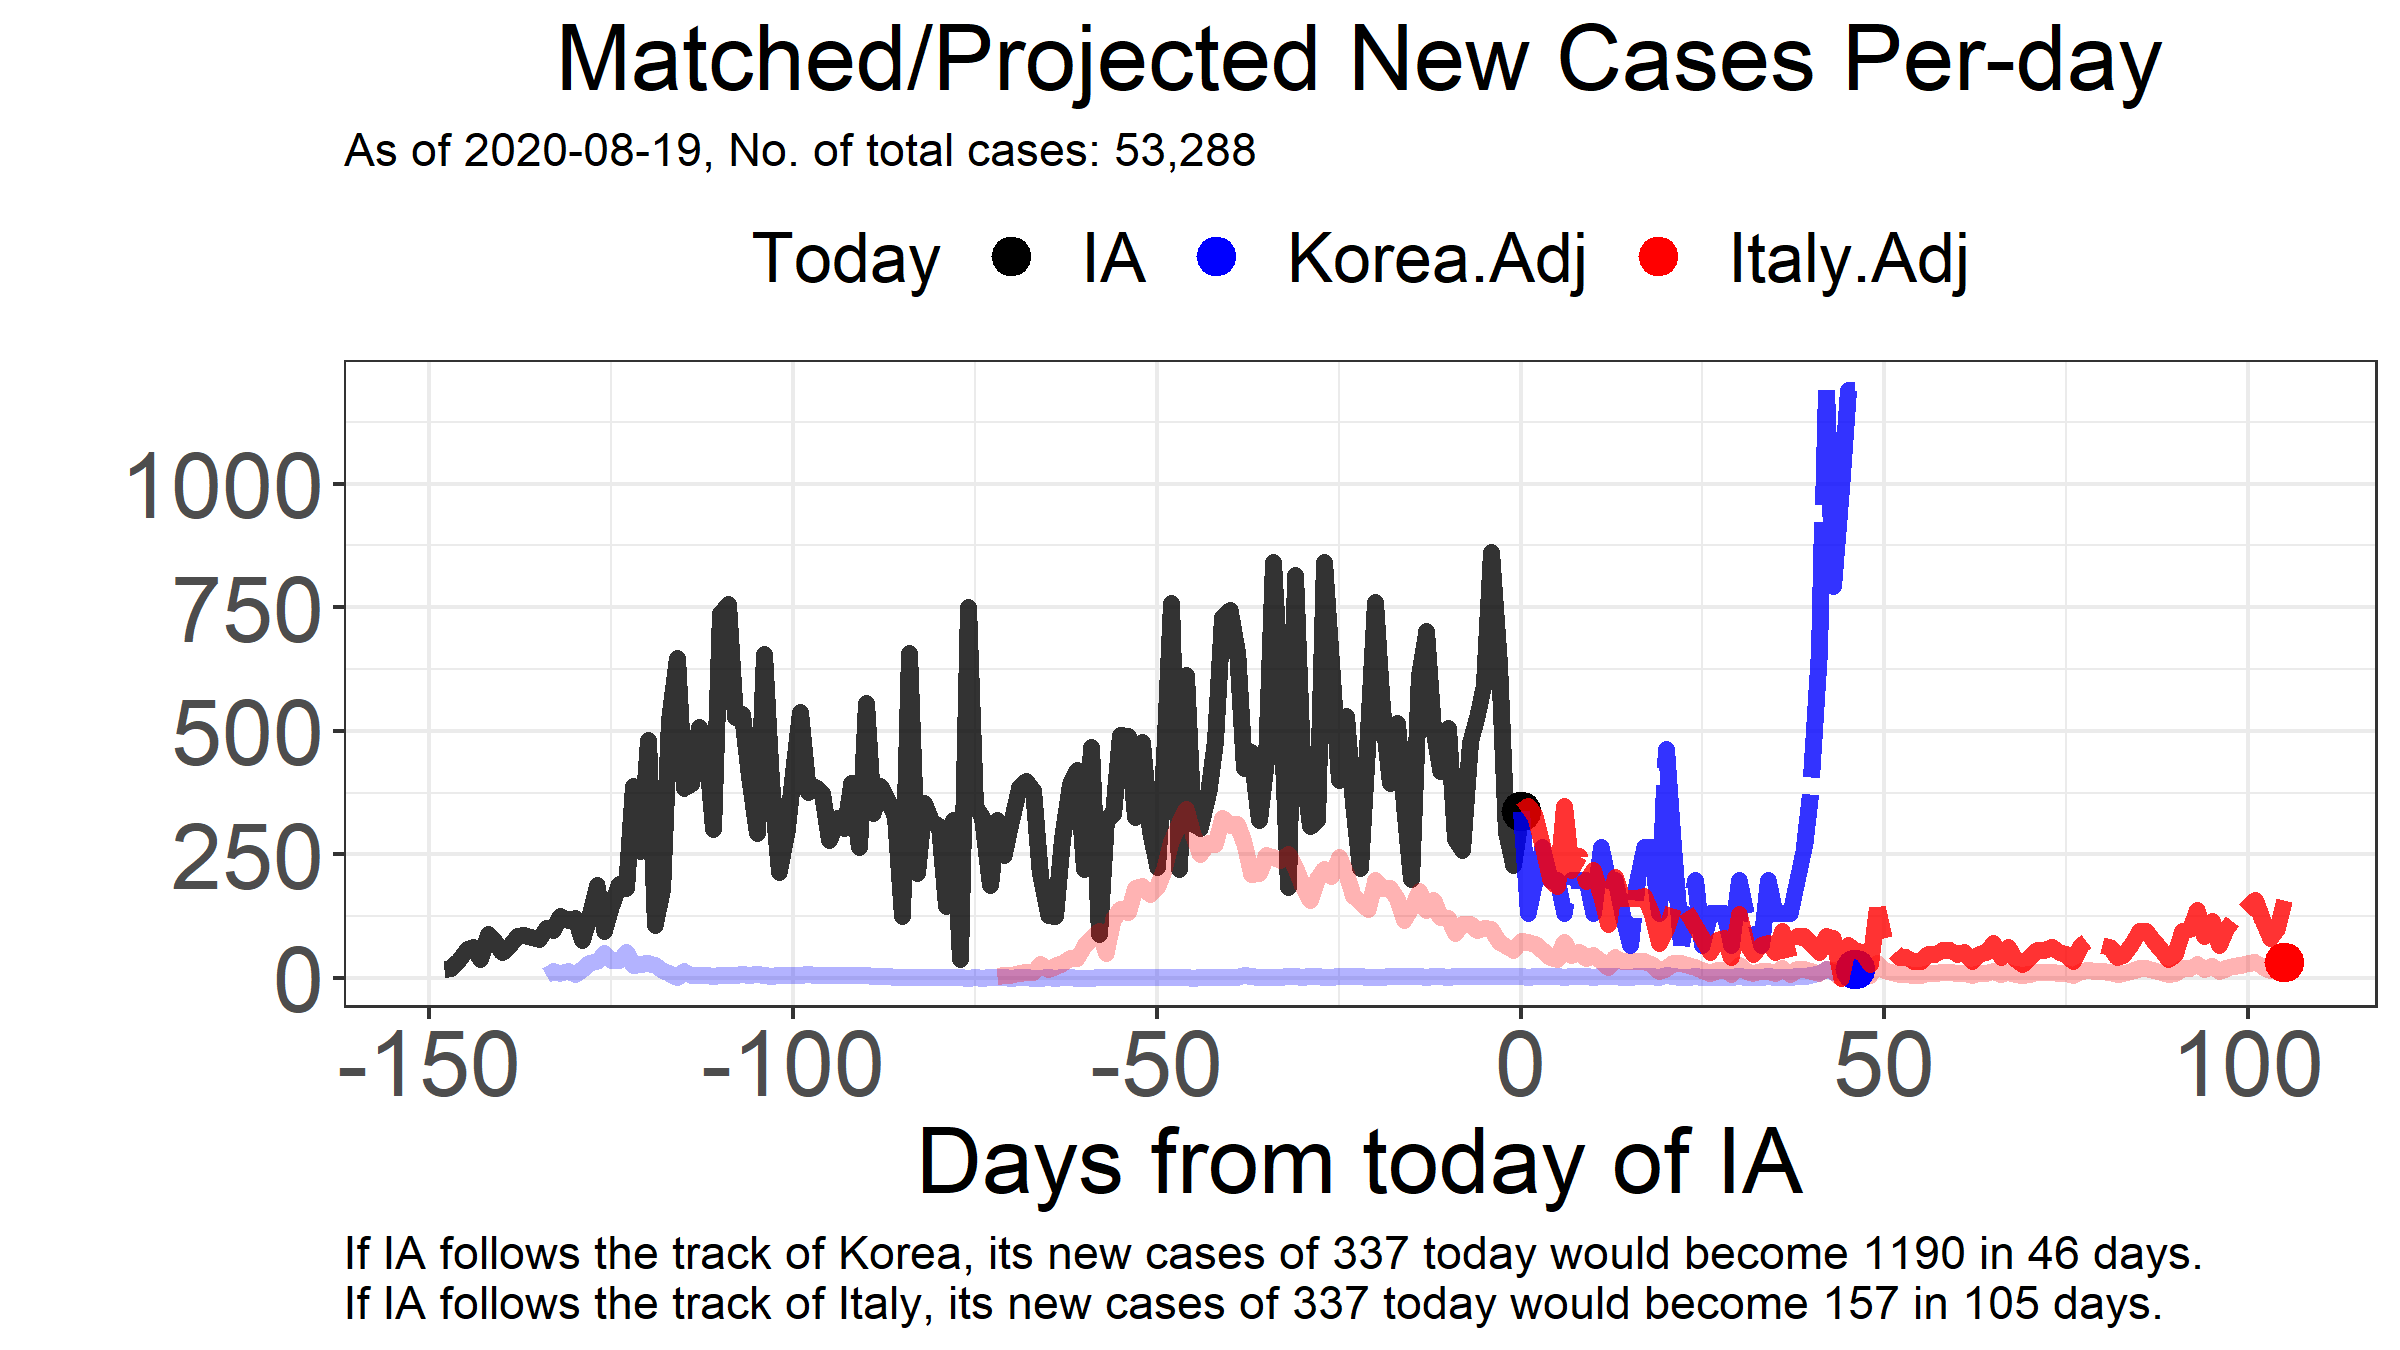 Matched/Projected New Cases Per-day
As of 2020-08-19, No. of total cases: 53,288
Today IA Korea.Adj Italy.Adj
1000
750
500
250
0
-150 -100 -50 0 50 100
Days from today of IA
If IA follows the track of Korea, its new cases of 337 today would become 1190 in 46 days.
If IA follows the track of Italy, its new cases of 337 today would become 157 in 105 days.